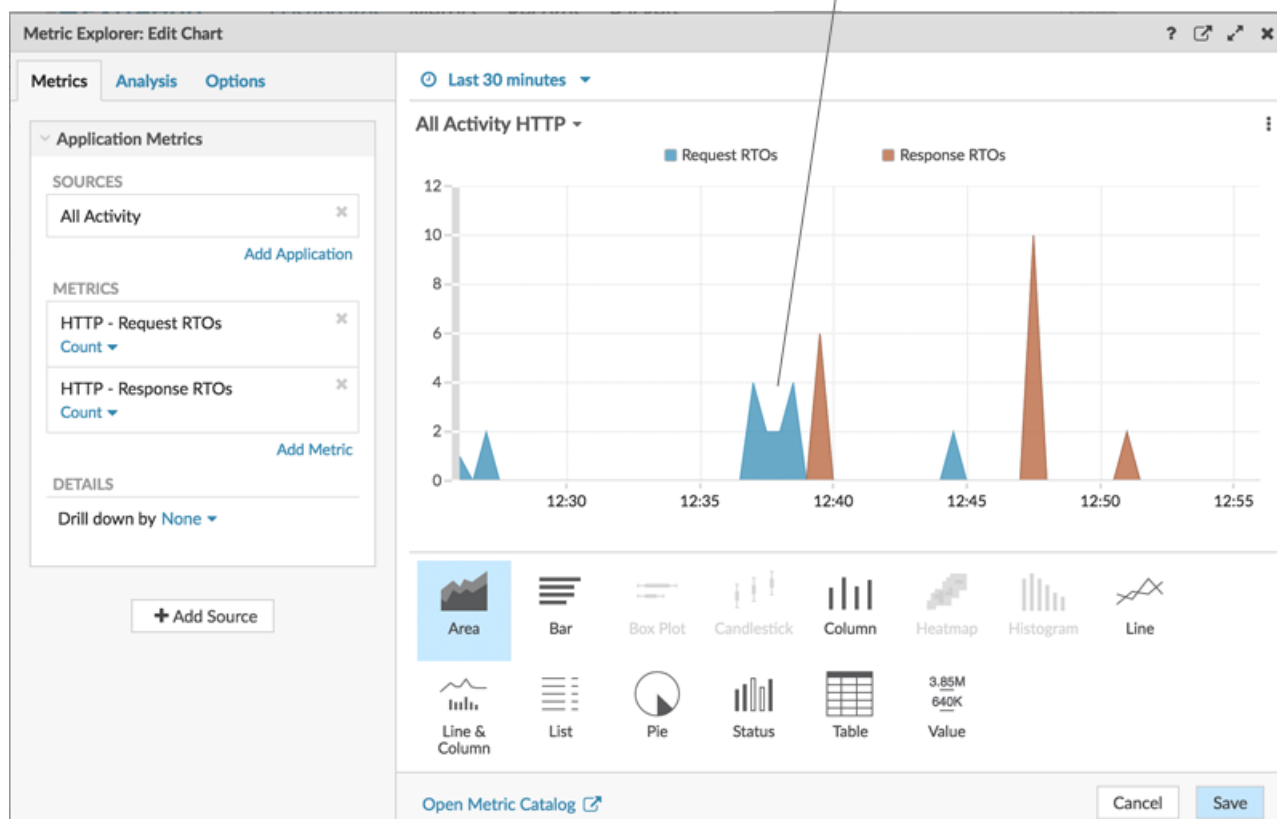 Metric Explorer: Edit Chart
?
Metrics Analysis Options
Last 30 minutes
Application Metrics
All Activity HTTP
Request RTOs Response RTOs
SOURCES
All Activity
Add Application
METRICS
HTTP - Request RTOs
Count
HTTP - Response RTOs
Count
Add Metric
DETAILS
Drill down by None
+ Add Source
12
10
8
6
4
2
0
12:30 12:35 12:40 12:45 12:50 12:55
Area Bar Box Plot Candlestick Column Heatmap Histogram Line
3.85M
640K
Line & Column List Pie Status Table Value
Open Metric Catalog
Cancel Save